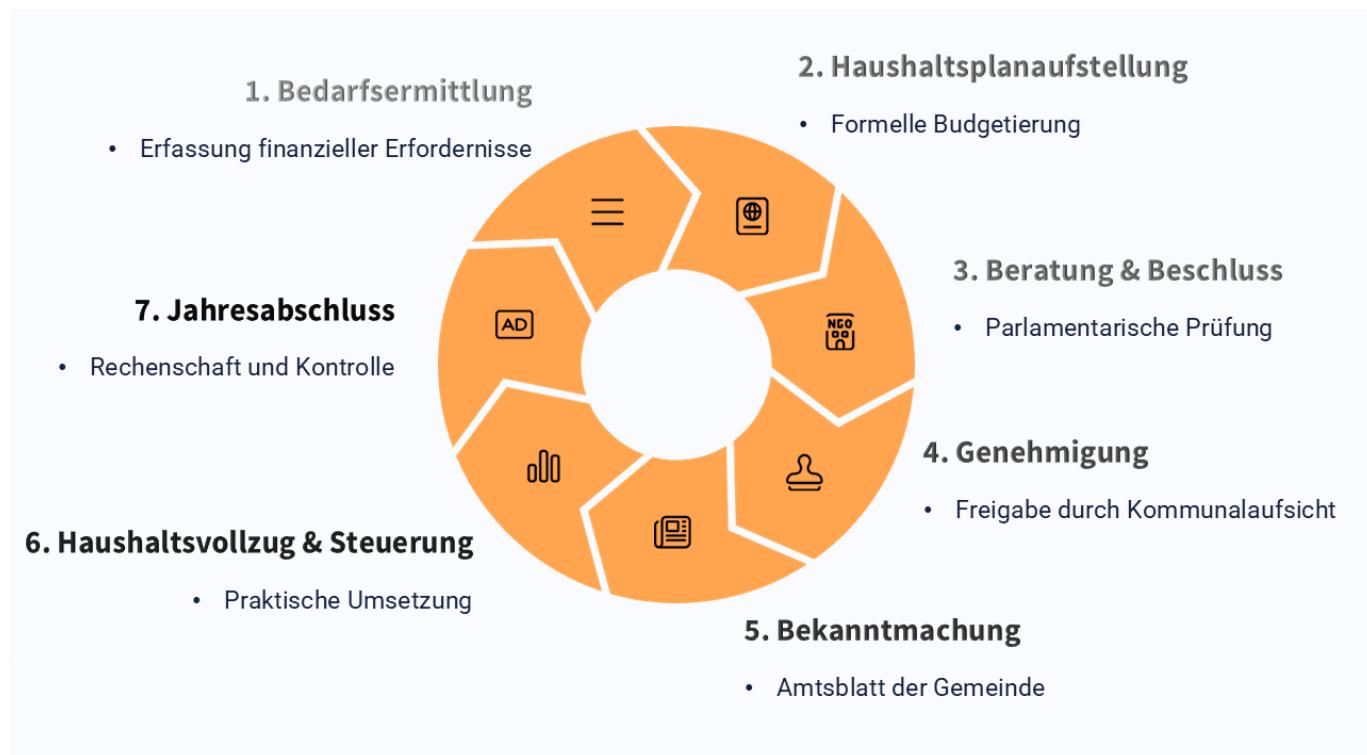 1. Bedarfsermittlung
• Erfassung finanzieller Erfordernisse
2. Haushaltsplanaufstellung
• Formelle Budgetierung
3. Beratung & Beschluss
• Parlamentarische Prüfung
4. Genehmigung
• Freigabe durch Kommunalaufsicht
5. Bekanntmachung
• Amtsblatt der Gemeinde
6. Haushaltsvollzug & Steuerung
• Praktische Umsetzung
7. Jahresabschluss
• Rechenschaft und Kontrolle
NGO
AD